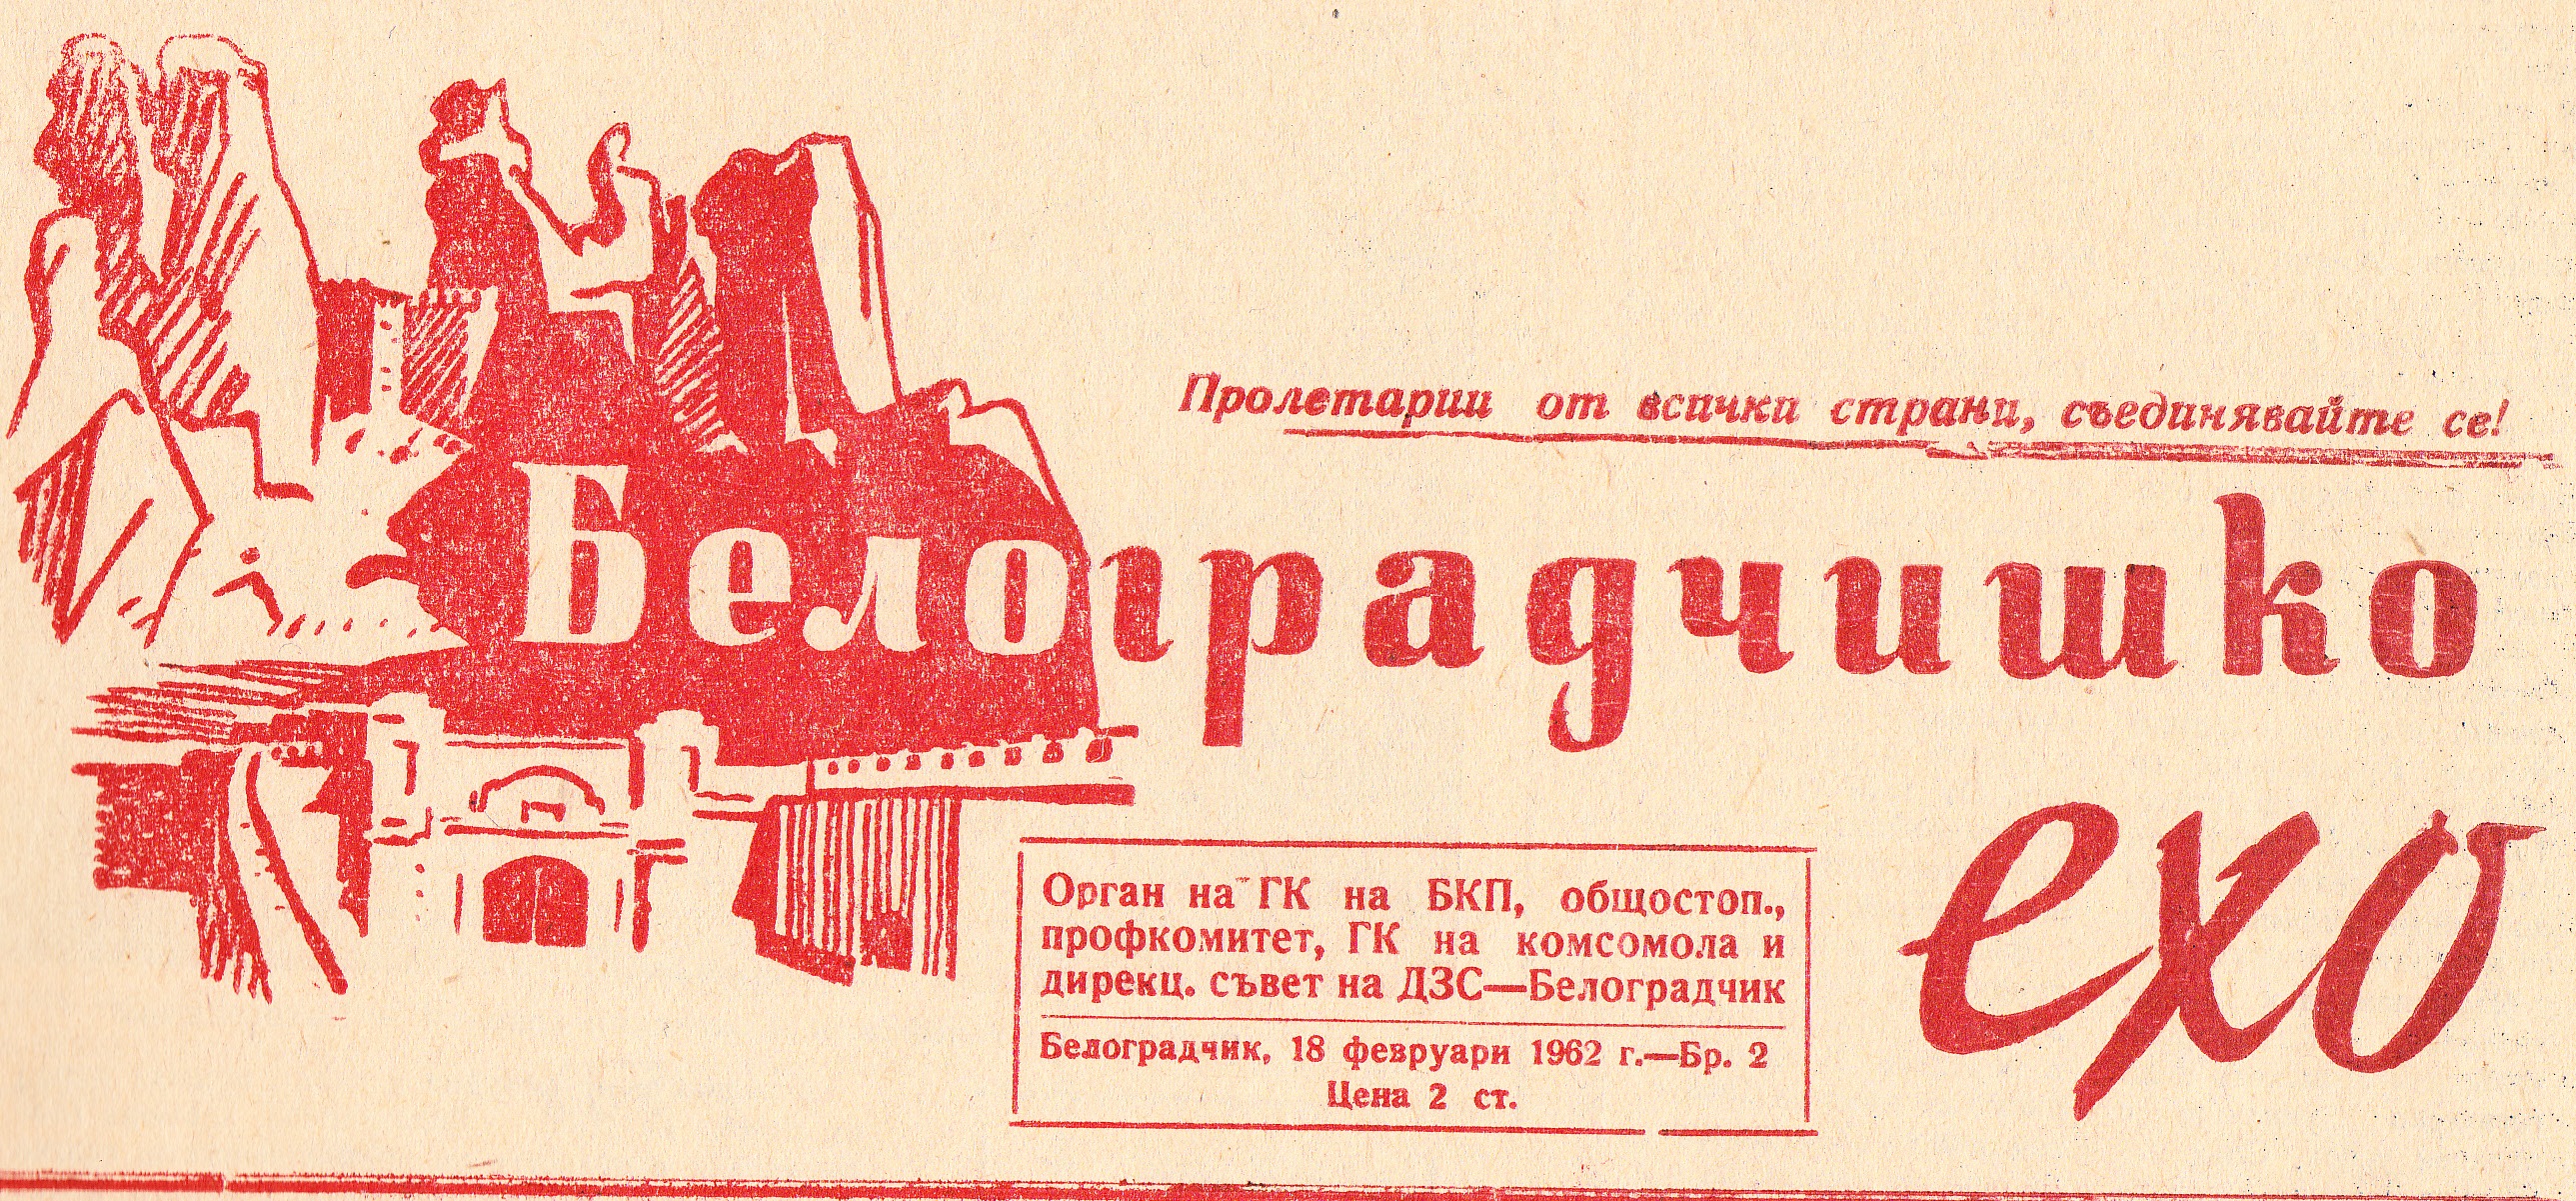 Пролетарии от всички страни, съединявайте се!
Белоградчишко
ехо
Орган на ГК на БКП, общостоп.,
профкомитет, ГК на комсомола и
дирекц. съвет на ДЗС—Белоградчик
Белоградчик, 18 февруари 1962 г.—Бр. 2
Цена 2 ст.